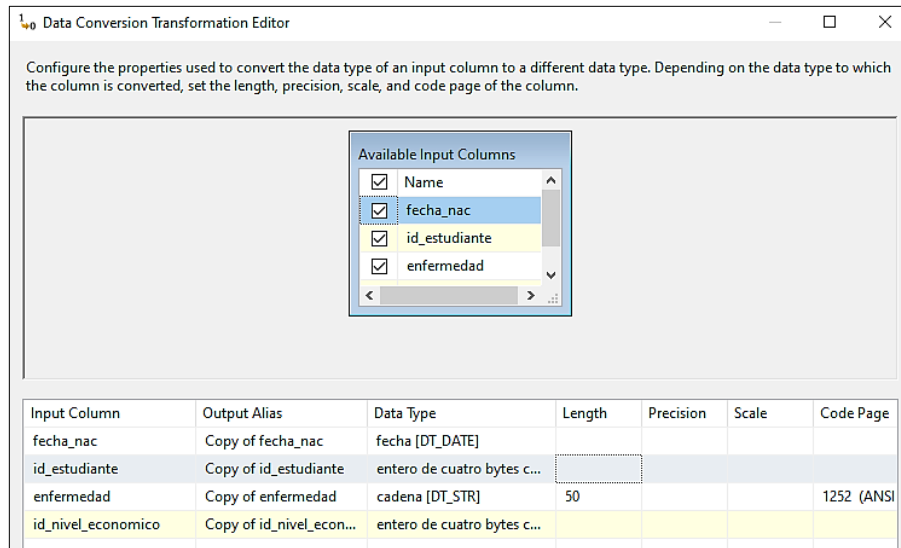 Data Conversion Transformation Editor
Configure the properties used to convert the data type of an input column to a different data type. Depending on the data type to which
the column is converted, set the length, precision, scale, and code page of the column.
Available Input Columns
Name
fecha_nac
id_estudiante
enfermedad
Input Column Output Alias Data Type Length Precision Scale Code Page
fecha_nac Copy of fecha_nac fecha [DT_DATE]
id_estudiante Copy of id_estudiante entero de cuatro bytes c...
enfermedad Copy of enfermedad cadena [DT_STR] 50 1252 (ANSI
id_nivel_economico Copy of id_nivel_econ... entero de cuatro bytes c...